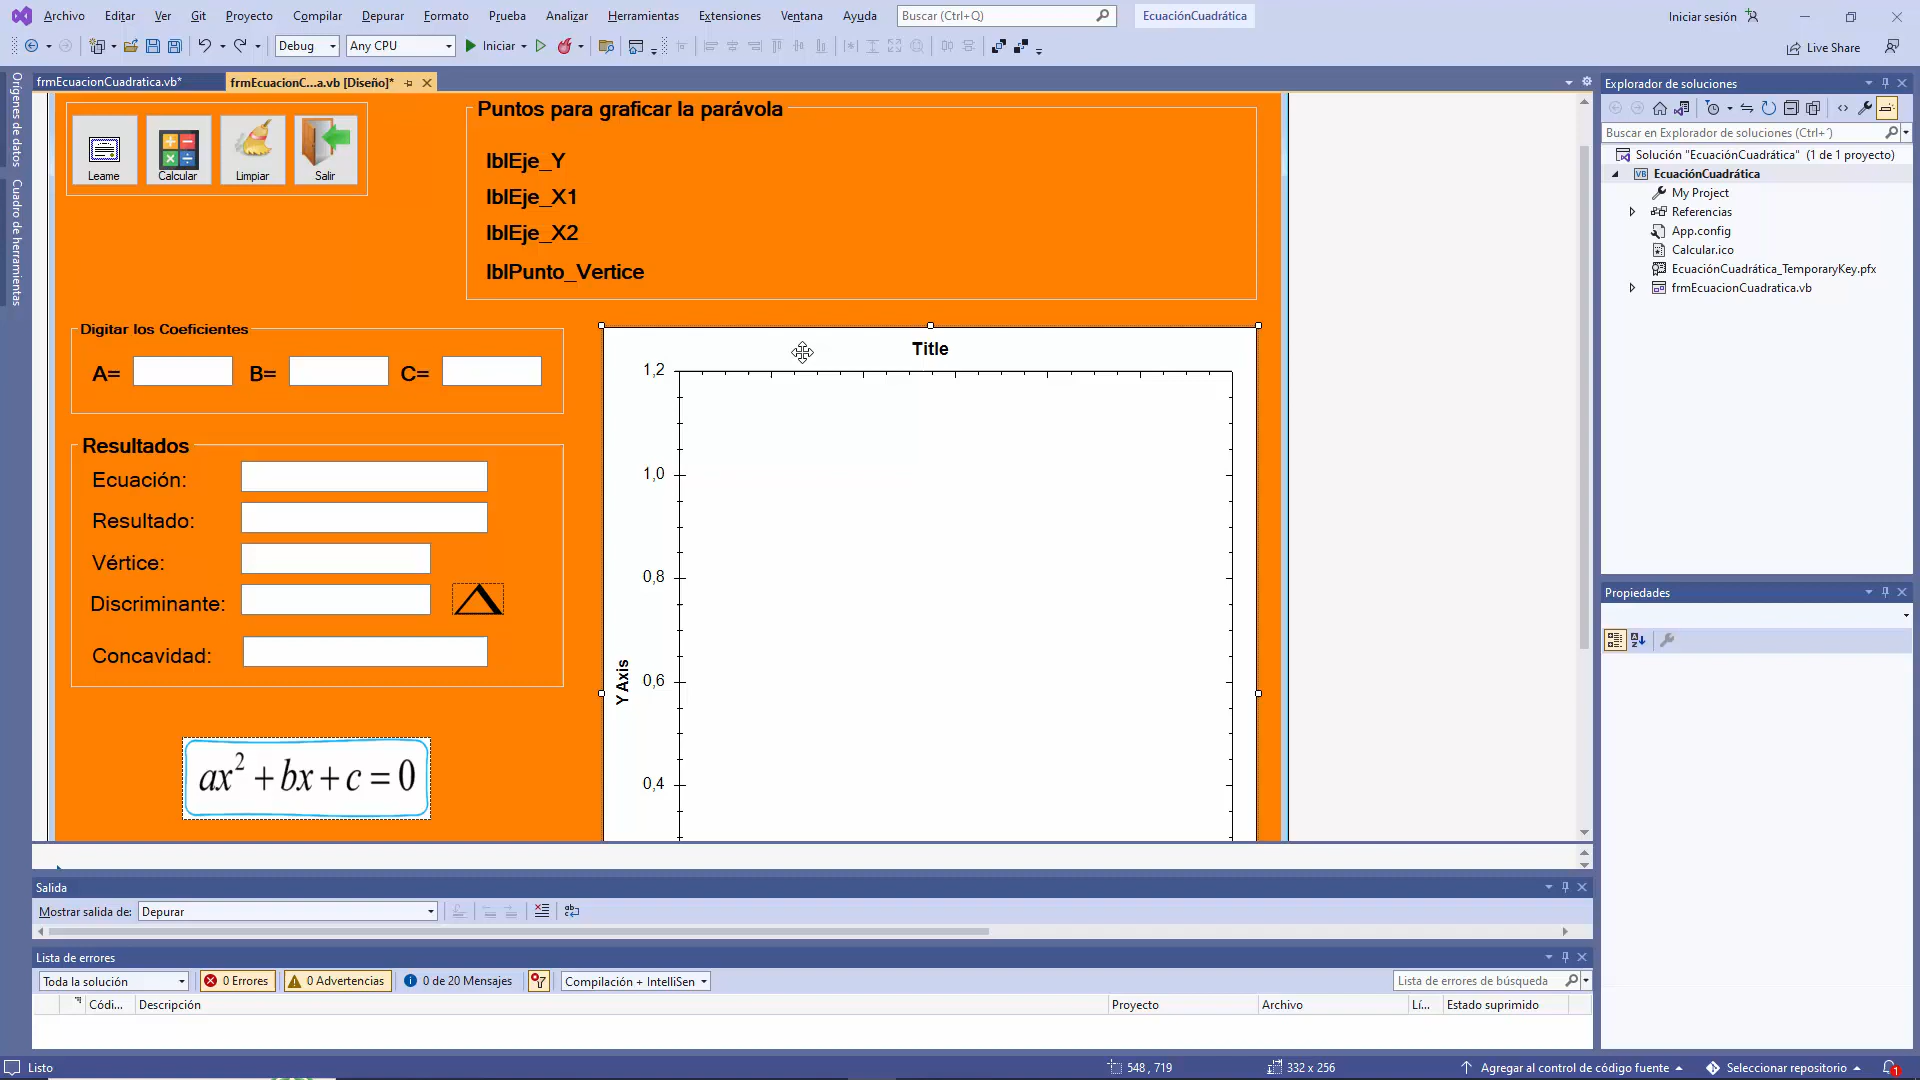 Archivo Editar Ver Git Proyecto Compilar Depurar Formato Prueba Analizar Herramientas Extensiones Ventana Ayuda Buscar (Ctrl+Q) EcuaciónCuadrática Iniciar sesión
Debug Any CPU Iniciar Live Share
Orígenes de datos
Cuadro de herramientas
frmEcuacionCuadratica.vb* frmEcuacionC...a.vb [Diseño]*
Leame Calcular Limpiar Salir
Puntos para graficar la parávola
lblEje_Y
lblEje_X1
lblEje_X2
lblPunto_Vertice
Digitar los Coeficientes
A= B= C=
Resultados
Ecuación:
Resultado:
Vértice:
Discriminante:
Concavidad:
ax² + bx + c = 0
Title
1,2
1,0
0,8
0,6
0,4
Y Axis
Explorador de soluciones
Buscar en Explorador de soluciones (Ctrl+´)
Solución "EcuaciónCuadrática" (1 de 1 proyecto)
VB EcuaciónCuadrática
My Project
Referencias
App.config
Calcular.ico
EcuaciónCuadrática_TemporaryKey.pfx
frmEcuacionCuadratica.vb
Propiedades
Salida
Mostrar salida de: Depurar
Lista de errores
Toda la solución 0 Errores 0 Advertencias 0 de 20 Mensajes Compilación + IntelliSen Lista de errores de búsqueda
Códi... Descripción Proyecto Archivo Lí... Estado suprimido
Listo 548 , 719 332 x 256 Agregar al control de código fuente Seleccionar repositorio 1